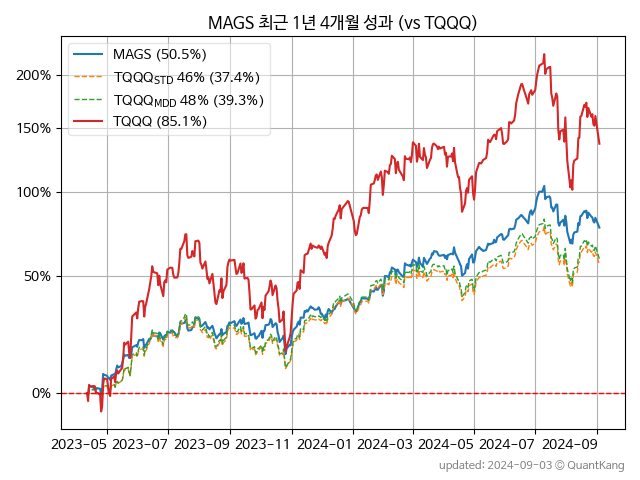 MAGS 최근 1년 4개월 성과 (vs TQQQ)
MAGS (50.5%)
TQQQSTD 46% (37.4%)
TQQQMDD 48% (39.3%)
TQQQ (85.1%)
200%
150%
100%
50%
0%
2023-05 2023-07 2023-09 2023-11 2024-01 2024-03 2024-05 2024-07 2024-09
updated: 2024-09-03 © QuantKang